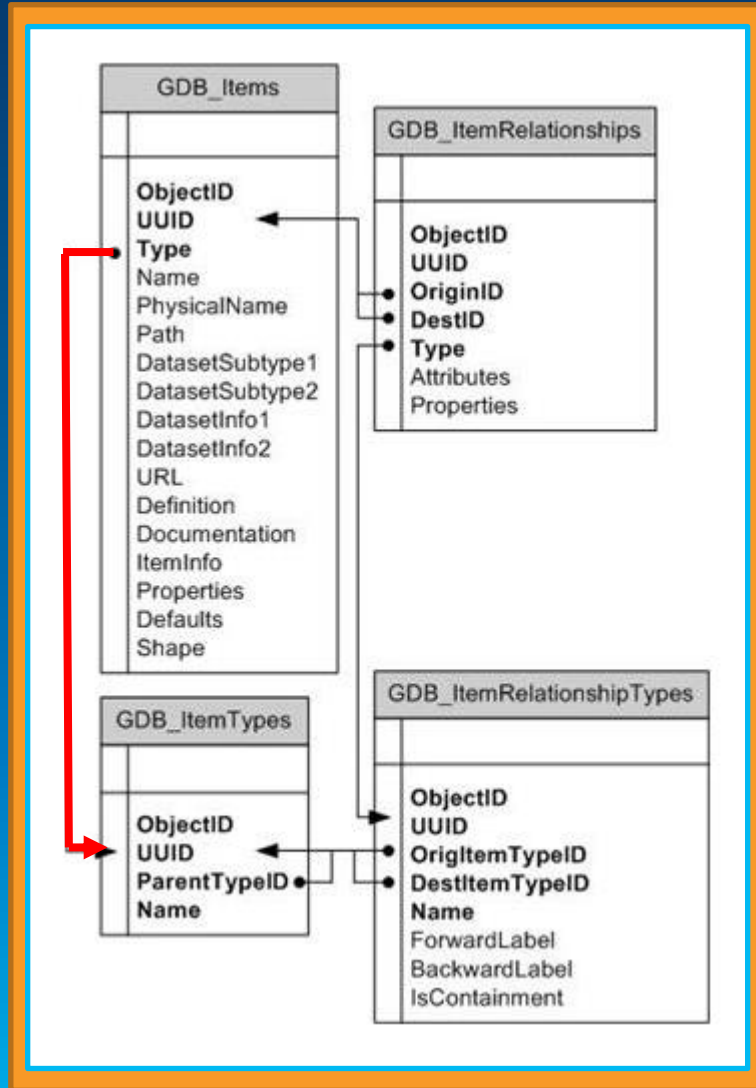 GDB_Items
ObjectID
UUID
Type
Name
PhysicalName
Path
DatasetSubtype1
DatasetSubtype2
DatasetInfo1
DatasetInfo2
URL
Definition
Documentation
ItemInfo
Properties
Defaults
Shape
GDB_ItemRelationships
ObjectID
UUID
OriginID
DestID
Type
Attributes
Properties
GDB_ItemTypes
ObjectID
UUID
ParentTypeID
Name
GDB_ItemRelationshipTypes
ObjectID
UUID
OrigItemTypeID
DestItemTypeID
Name
ForwardLabel
BackwardLabel
IsContainment